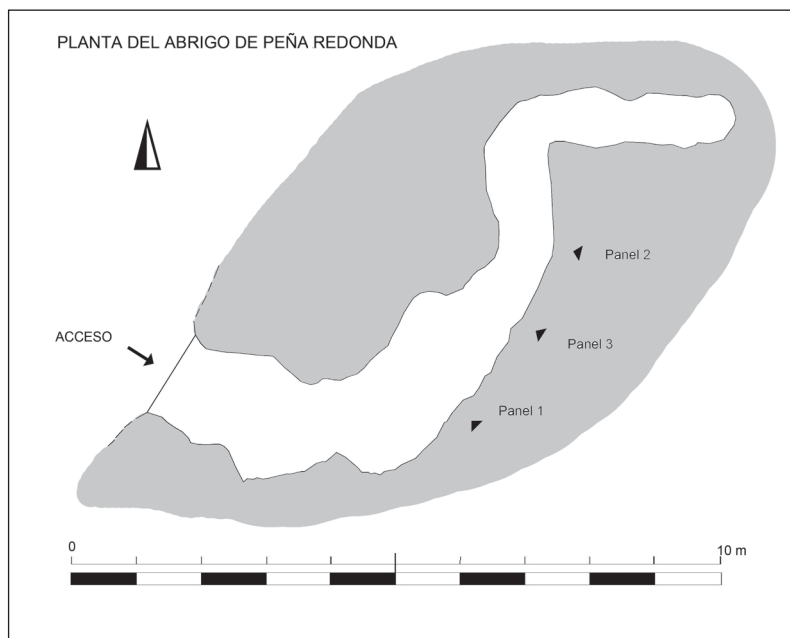 PLANTA DEL ABRIGO DE PEÑA REDONDA
Panel 2
ACCESO
Panel 3
Panel 1
0
10 m